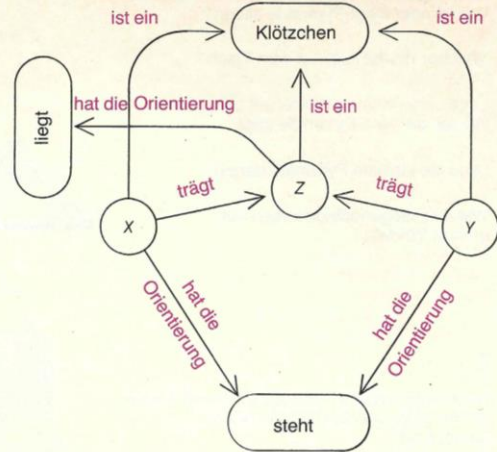 ist ein
ist ein
Klötzchen
hat die Orientierung
ist ein
liegt
trägt
Z
trägt
X
Y
hat die
Orientierung
hat die
Orientierung
steht